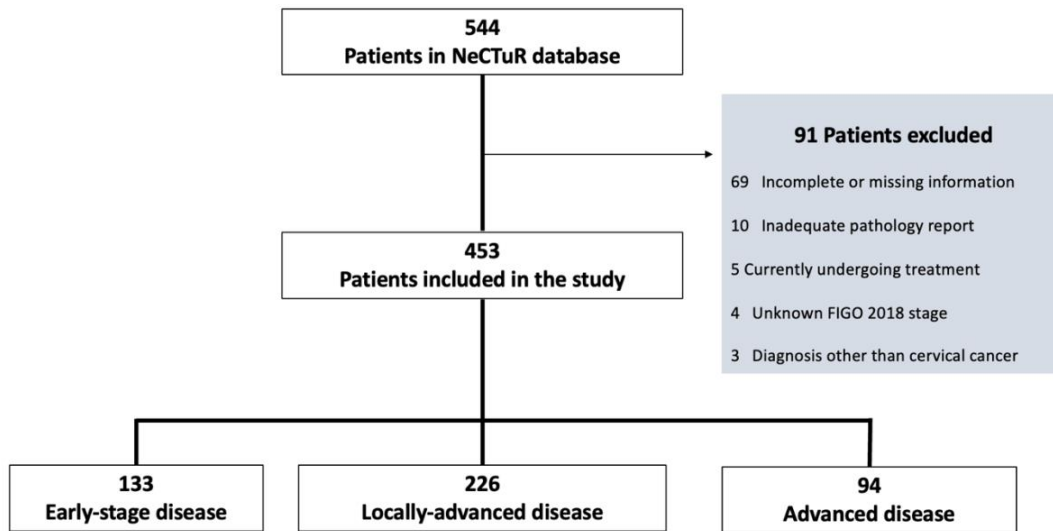 544
Patients in NeCTuR database
91 Patients excluded
69 Incomplete or missing information
10 Inadequate pathology report
5 Currently undergoing treatment
4 Unknown FIGO 2018 stage
3 Diagnosis other than cervical cancer
453
Patients included in the study
133
Early-stage disease
226
Locally-advanced disease
94
Advanced disease